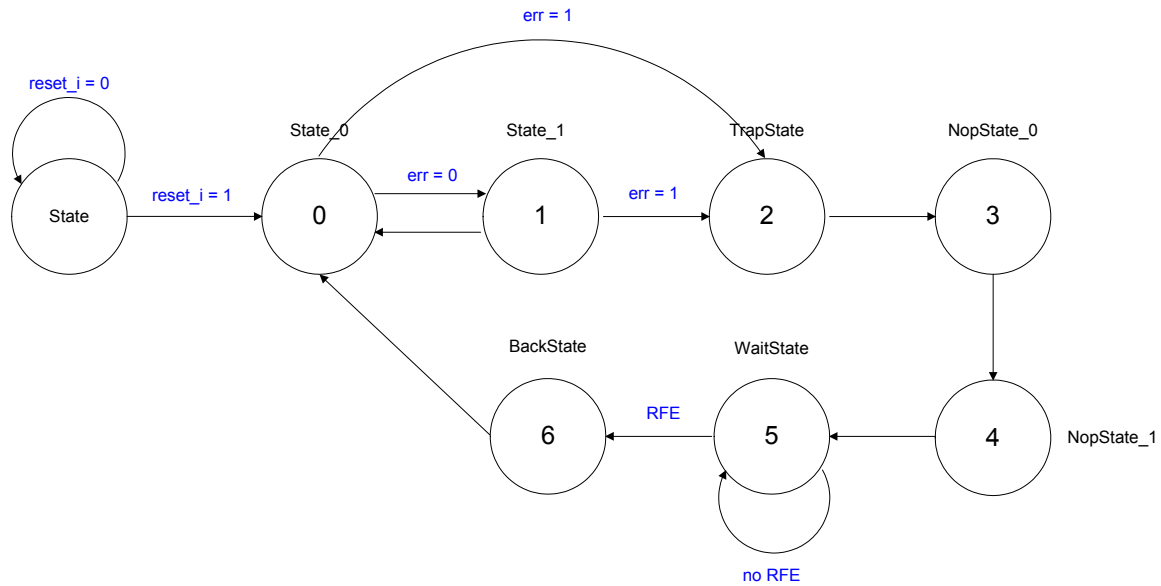 err = 1
reset_i = 0
State_0
State_1
TrapState
NopState_0
err = 0
reset_i = 1
err = 1
State
0
1
2
3
BackState
WaitState
RFE
6
5
4
NopState_1
no RFE